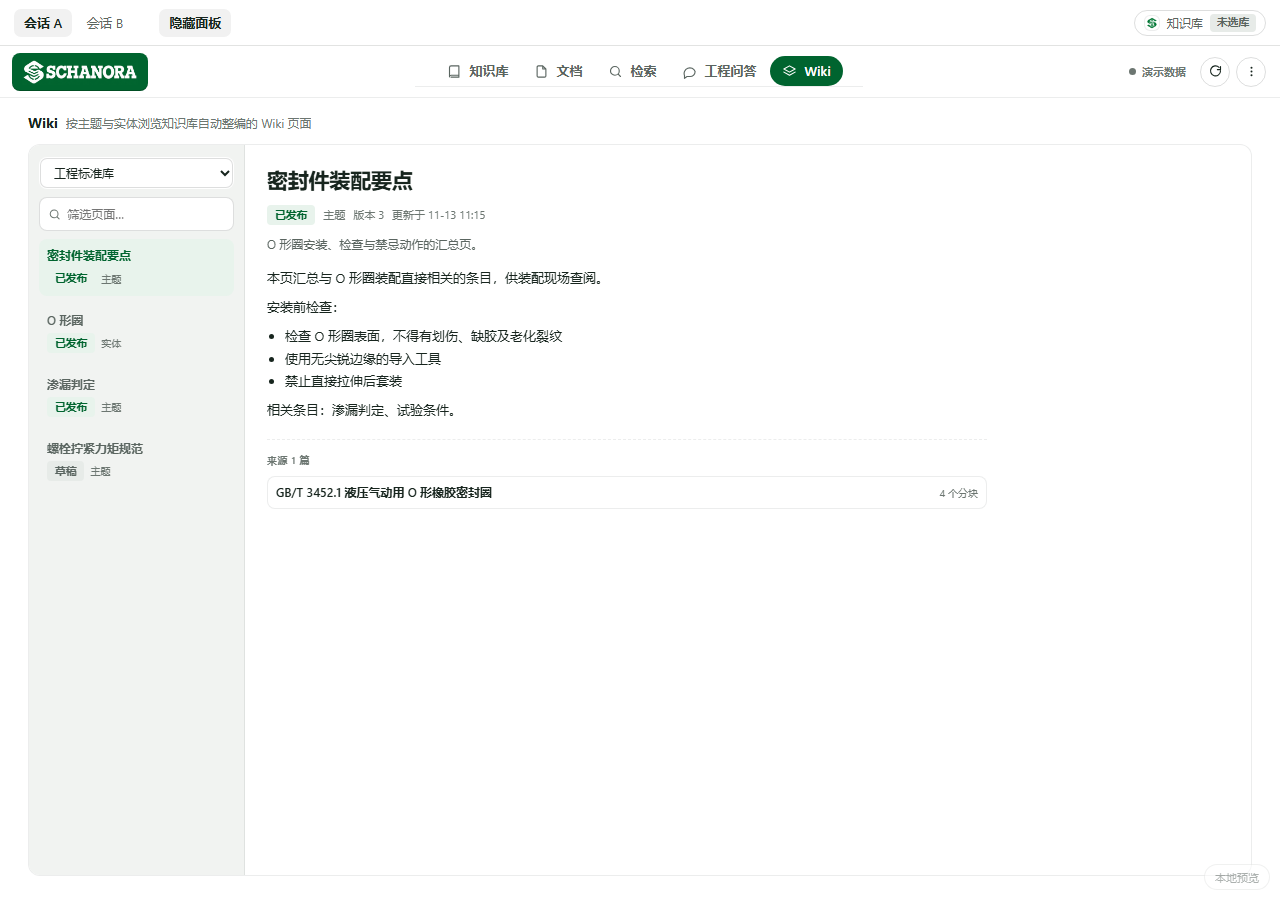 会话 A 会话 B 隐藏面板 知识库 未选库
SCHANORA 知识库 文档 检索 工程问答 Wiki 演示数据
Wiki 按主题与实体浏览知识库自动整编的 Wiki 页面
工程标准库
筛选页面...
密封件装配要点
已发布 主题
O 形圈
已发布 实体
渗漏判定
已发布 主题
螺栓拧紧力矩规范
草稿 主题
密封件装配要点
已发布 主题 版本 3 更新于 11-13 11:15
O 形圈安装、检查与禁忌动作的汇总页。
本页汇总与 O 形圈装配直接相关的条目，供装配现场查阅。
安装前检查：
检查 O 形圈表面，不得有划伤、缺胶及老化裂纹
使用无尖锐边缘的导入工具
禁止直接拉伸后套装
相关条目：渗漏判定、试验条件。
来源 1 篇
GB/T 3452.1 液压气动用 O 形橡胶密封圈 4 个分块
本地预览